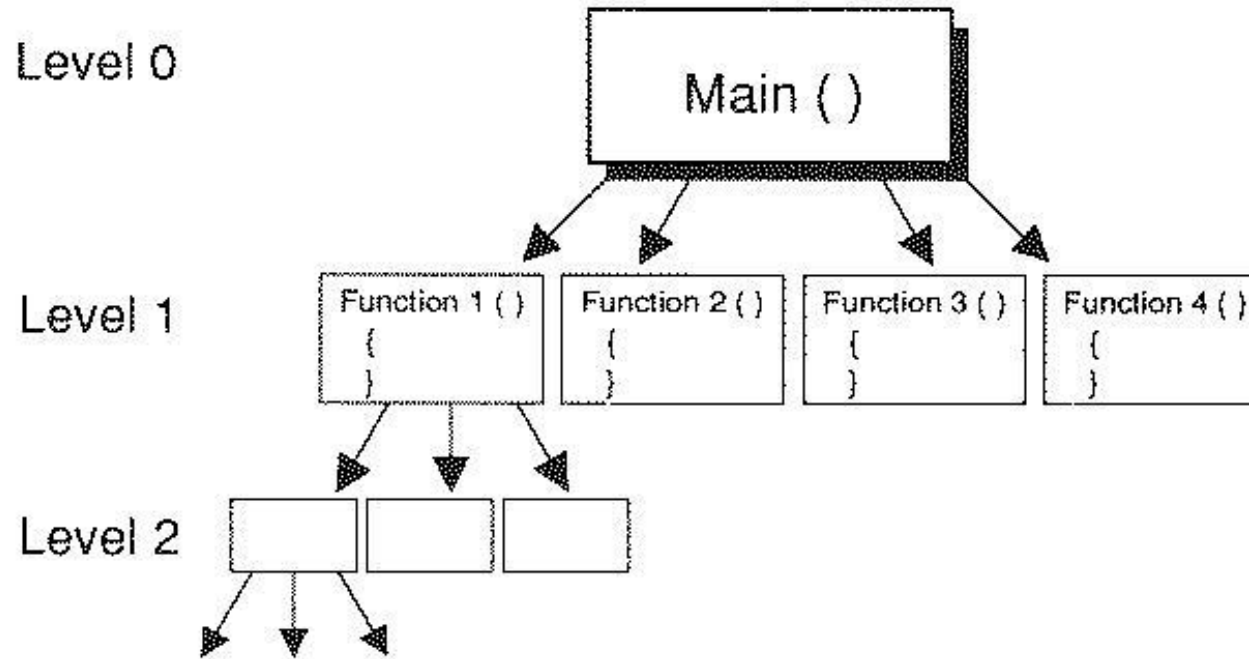 Level 0
Main ( )
Level 1
Function 1 ( )
{
}
Function 2 ( )
{
}
Function 3 ( )
{
}
Function 4 ( )
{
}
Level 2